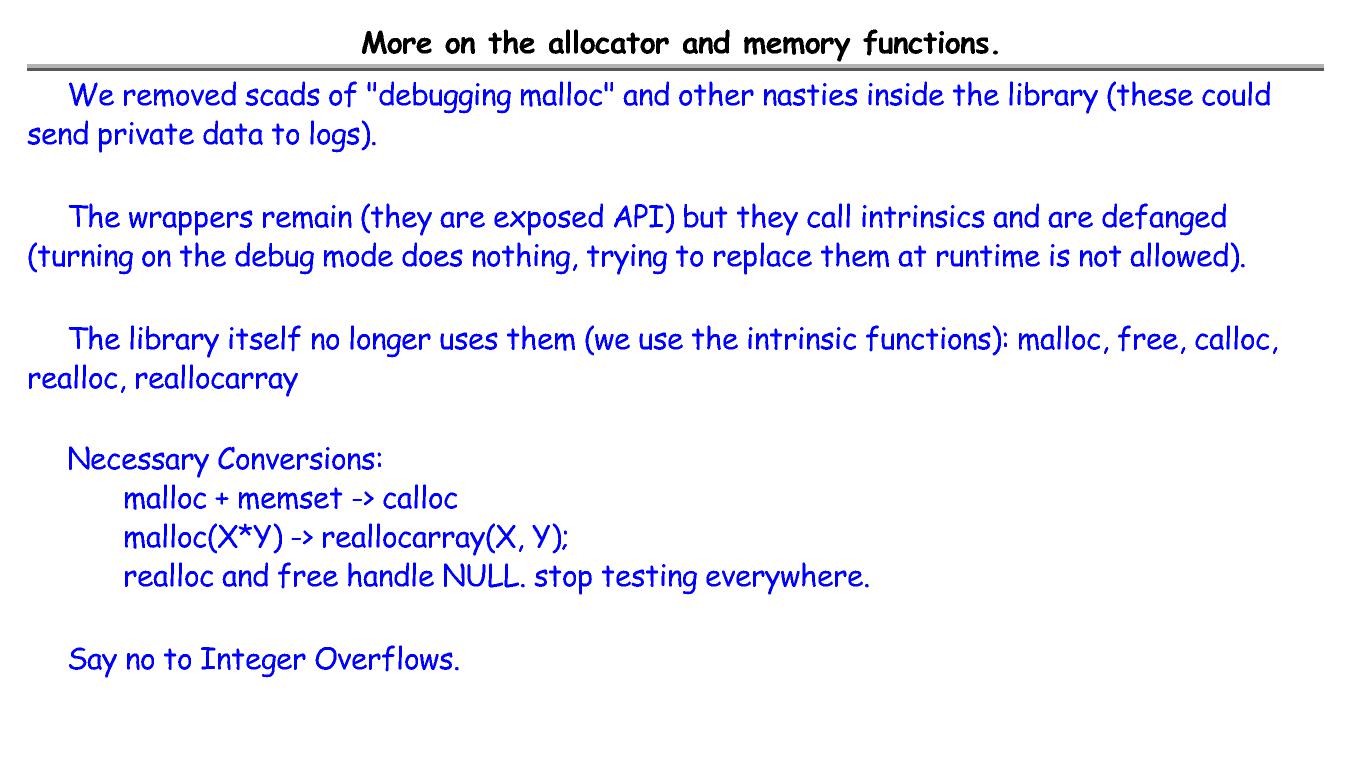 More on the allocator and memory functions.
We removed scads of "debugging malloc" and other nasties inside the library (these could
send private data to logs).
The wrappers remain (they are exposed API) but they call intrinsics and are defanged
(turning on the debug mode does nothing, trying to replace them at runtime is not allowed).
The library itself no longer uses them (we use the intrinsic functions): malloc, free, calloc,
realloc, reallocarray
Necessary Conversions:
malloc + memset -> calloc
malloc(X*Y) -> reallocarray(X, Y);
realloc and free handle NULL. stop testing everywhere.
Say no to Integer Overflows.